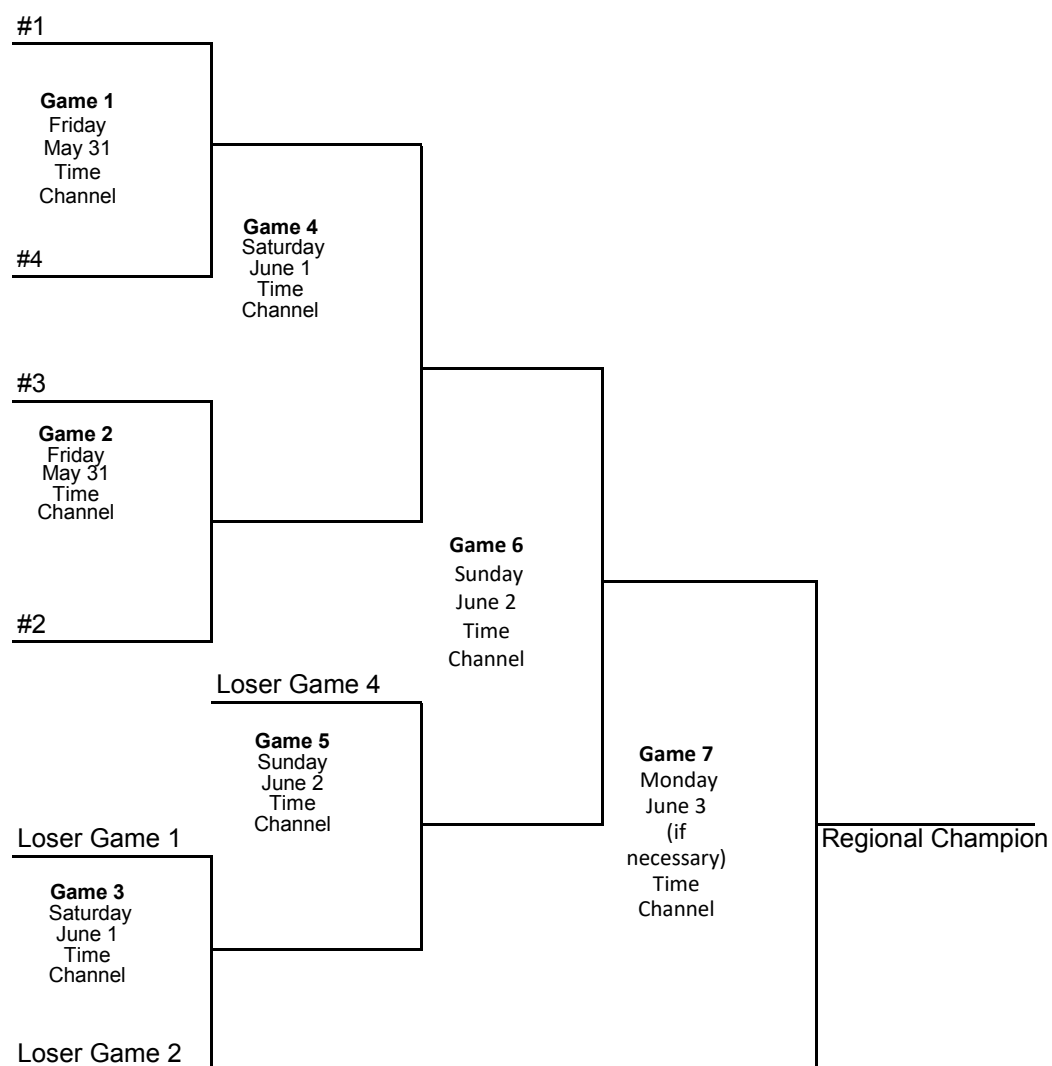 #1
Game 1
Friday
May 31
Time
Channel
#4
Game 4
Saturday
June 1
Time
Channel
#3
Game 2
Friday
May 31
Time
Channel
#2
Game 6
Sunday
June 2
Time
Channel
Loser Game 4
Game 5
Sunday
June 2
Time
Channel
Game 7
Monday
June 3
(if
necessary)
Time
Channel
Regional Champion
Loser Game 1
Game 3
Saturday
June 1
Time
Channel
Loser Game 2